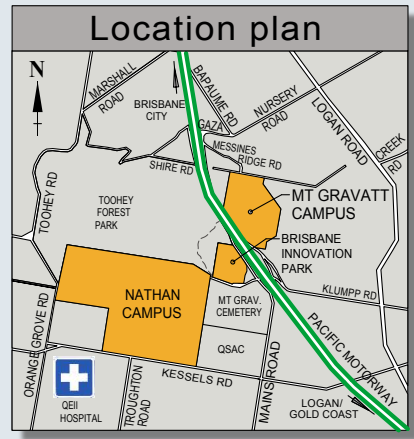 Location plan
N
MARSHALL
ROAD
BRISBANE
CITY
BAPAUME RD
GAZA
NURSERY
ROAD
LOGAN ROAD
CREEK
RD
MESSINES
RIDGE RD
SHIRE RD
TOOHEY RD
TOOHEY
FOREST
PARK
MT GRAVATT
CAMPUS
BRISBANE
INNOVATION
PARK
NATHAN
CAMPUS
MT GRAV.
CEMETERY
KLUMPP RD
QSAC
PACIFIC MOTORWAY
ORANGE GROVE RD
KESSELS RD
MAINS ROAD
QEII
HOSPITAL
TROUGHTON
ROAD
LOGAN/
GOLD COAST